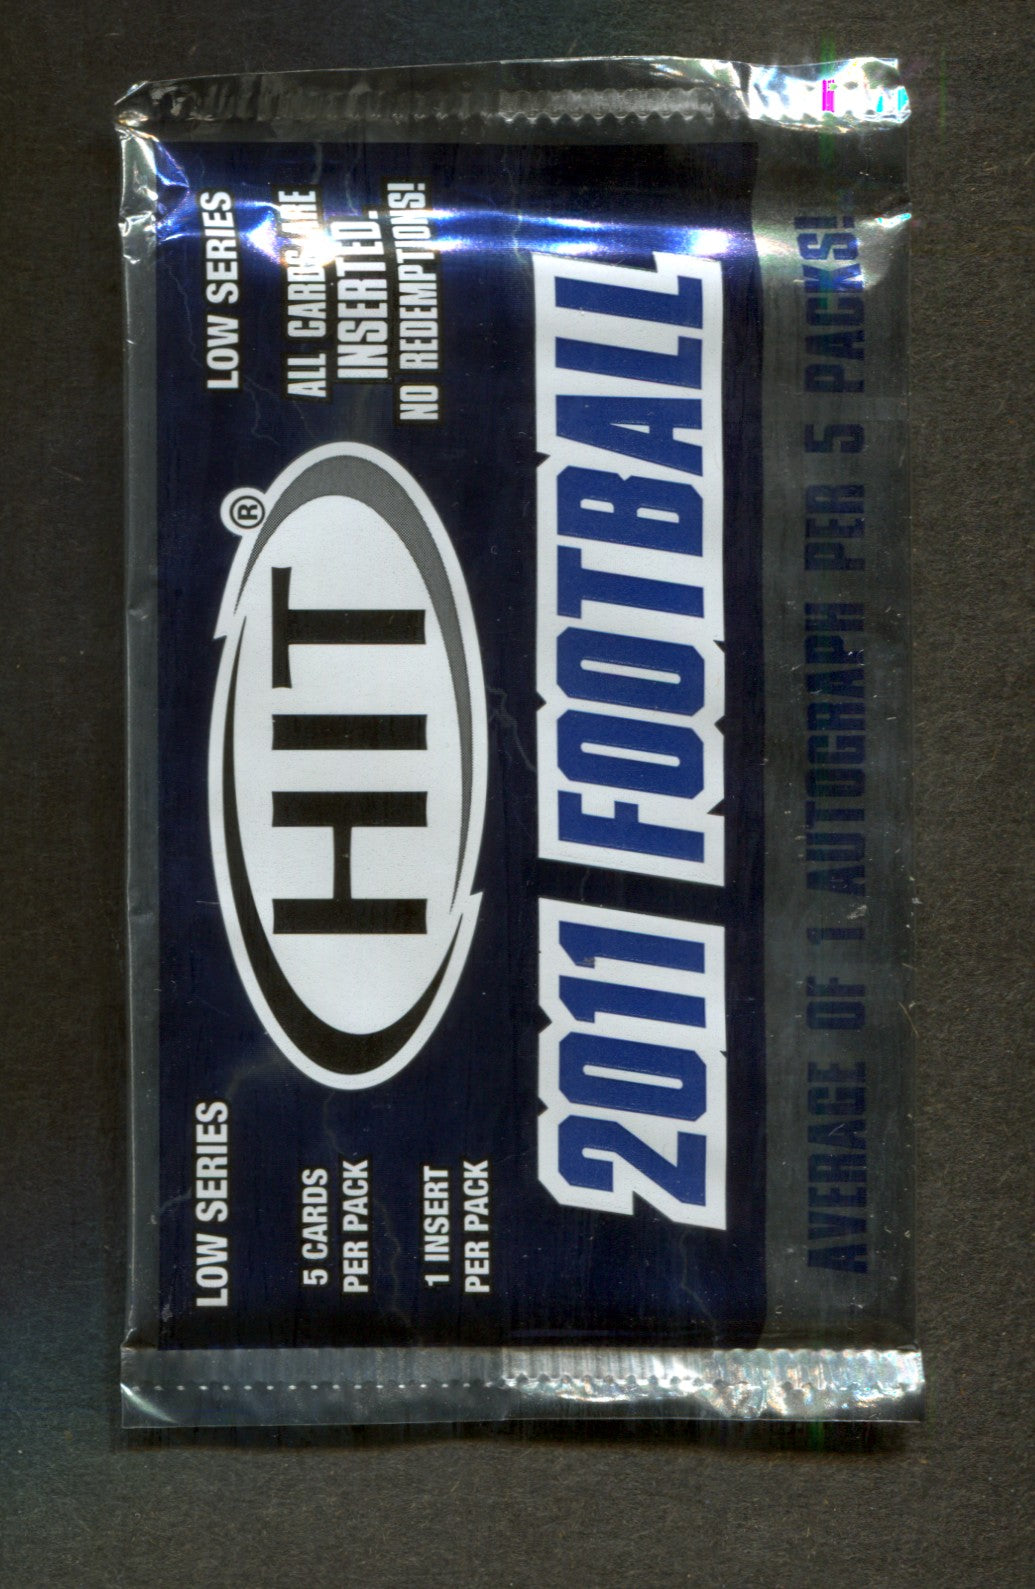 LOW SERIES
5 CARDS
PER PACK
1 INSERT
PER PACK
HIT®
LOW SERIES
ALL CARDS ARE
INSERTED.
NO REDEMPTIONS!
2011 FOOTBALL
AVERAGE OF 1 AUTOGRAPH PER 5 PACKS!